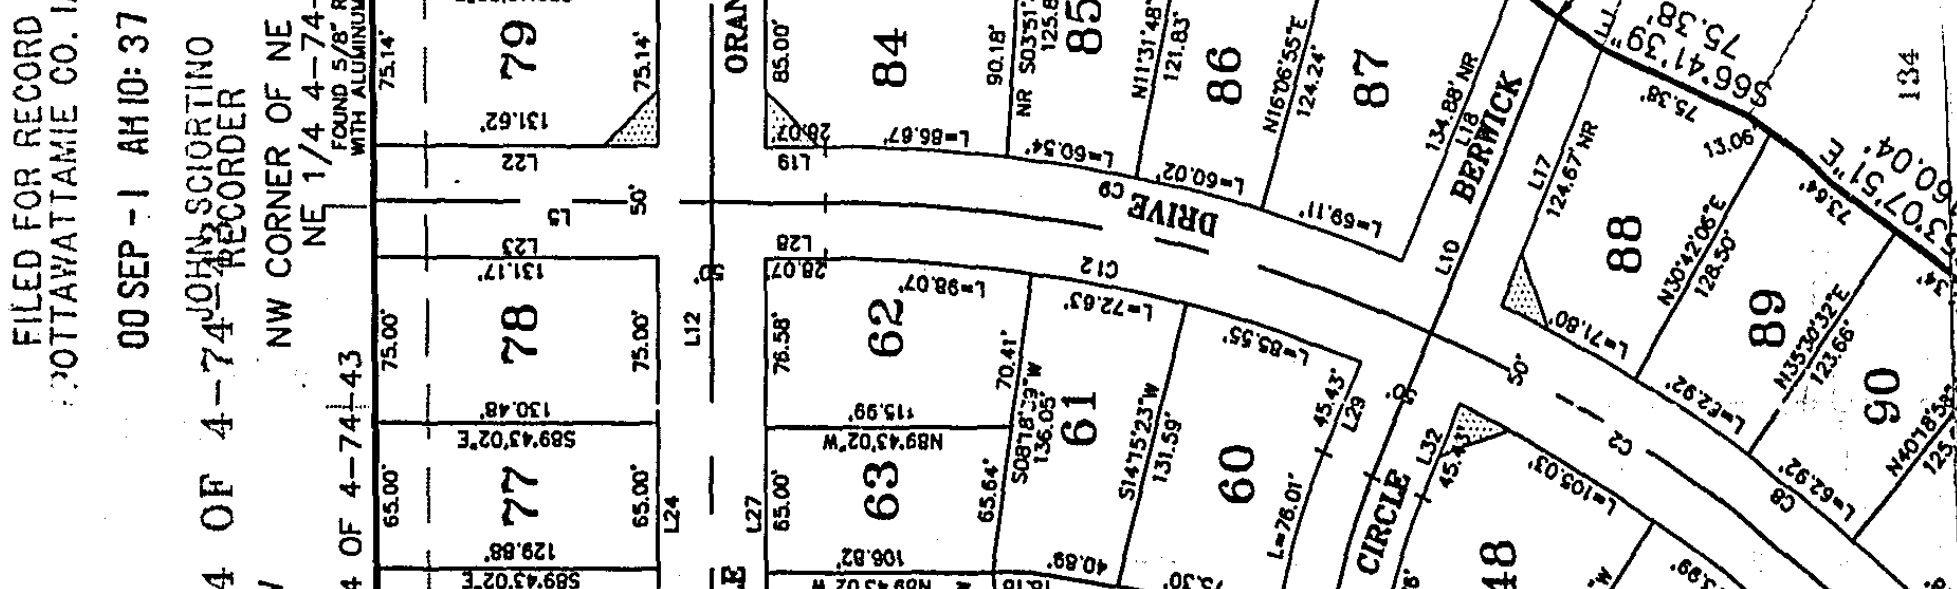 FILED FOR RECORD
POTTAWATTAMIE CO. IA
00 SEP -1 AM 10: 37
JOHN SCIORTINO
RECORDER
4 OF 4-74-43
NW CORNER OF NE
NE 1/4 4-74-
FOUND 5/8" R
WITH ALUMINUM
4 OF 4-74-43
75.14'
79
75.14'
131.62'
L22
L5
50'
L23
131.17'
75.00'
78
75.00'
130.48'
S89°43'02"E
65.00'
77
65.00'
129.88'
S89°43'02"E
L24
L12
ORAN
50'
L27
E
85.00'
84
90.18'
28.07'
L=86.67'
L19
L28
28.07'
L=98.07'
76.58'
62
70.41'
115.99'
N89°43'02"W
65.00'
63
65.64'
106.82'
N89°43'02"W
NR S03°51'
125.8
85
L=60.54'
N11°31'48"
121.83'
86
L=60.02'
N16°06'55"E
124.24'
87
L=69.11'
134.88' NR
L18
C9
DRIVE
C12
L=72.63'
136.05'
61
40.89'
S14°15'23"W
131.59'
L=85.55'
60
45.43'
L29
L=76.01'
50'
BERWICK
L10
CIRCLE
L17
124.67' NR
88
L=71.80'
50'
L32
45.43'
L=105.03'
48
C2
C8
S66°41'39"E
75.38'
75.38'
13.06'
134
N30°42'06"E
128.50'
L=62.92'
73.64'
60.04'
89
N35°30'32"E
123.66'
L=62.92'
90
N40°18'58"
125.